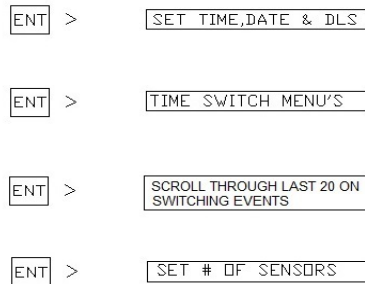 ENT > SET TIME,DATE & DLS
ENT > TIME SWITCH MENU'S
ENT > SCROLL THROUGH LAST 20 ON
SWITCHING EVENTS
ENT > SET # OF SENSORS